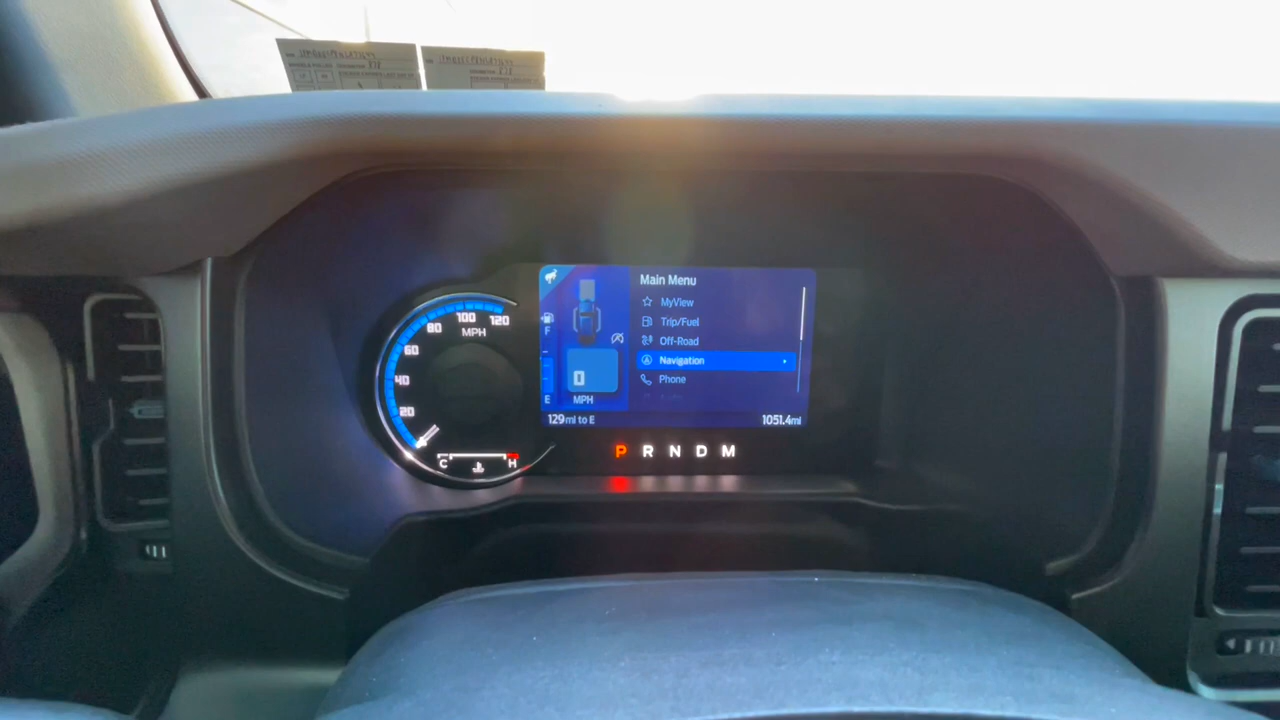 Main Menu
MyView
Trip/Fuel
Off-Road
Navigation
Phone
F
E
0
MPH
129mi to E
1051.4mi
120
100
80
60
40
20
MPH
C
H
P R N D M